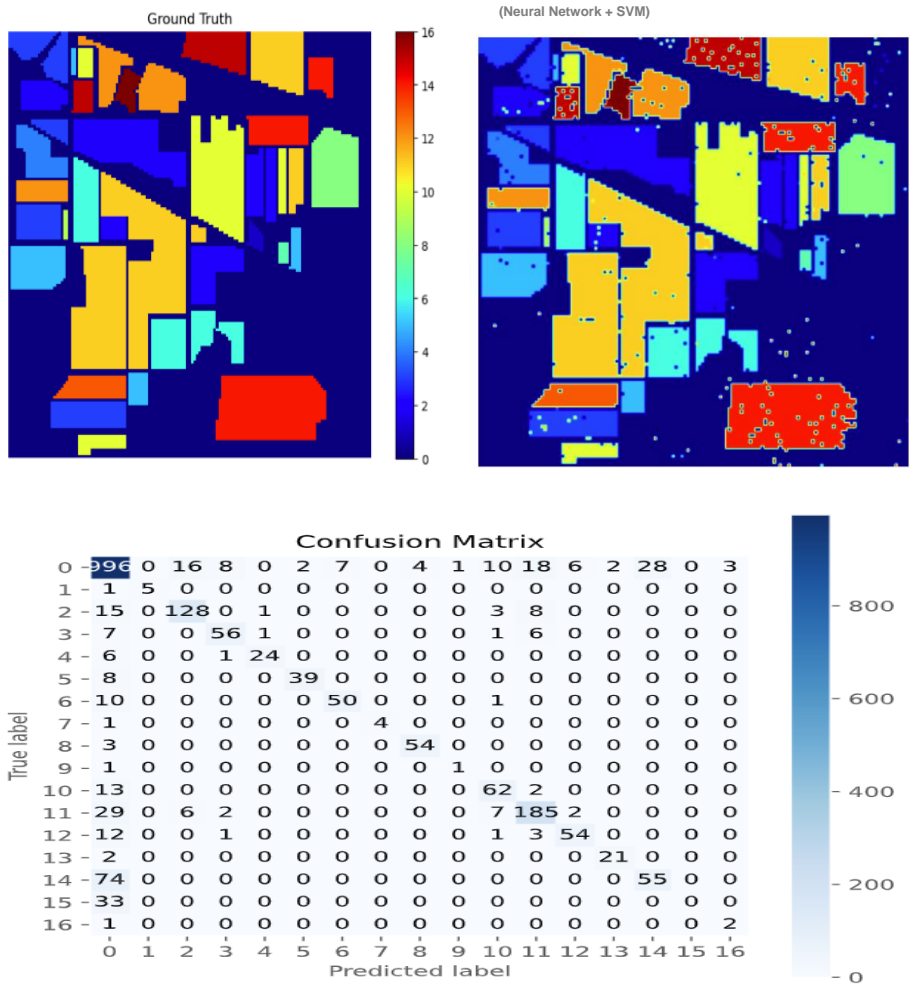 (Neural Network + SVM)
Ground Truth
16
14
12
10
8
6
4
2
0
Confusion Matrix
0 996 0 16 8 0 2 7 0 4 1 10 18 6 2 28 0 3
1 1 5 0 0 0 0 0 0 0 0 0 0 0 0 0 0 0
2 15 0 128 0 1 0 0 0 0 0 3 8 0 0 0 0 0
3 7 0 0 56 1 0 0 0 0 0 1 6 0 0 0 0 0
4 6 0 0 1 24 0 0 0 0 0 0 0 0 0 0 0 0
5 8 0 0 0 0 39 0 0 0 0 0 0 0 0 0 0 0
6 10 0 0 0 0 0 50 0 0 0 1 0 0 0 0 0 0
7 1 0 0 0 0 0 0 4 0 0 0 0 0 0 0 0 0
8 3 0 0 0 0 0 0 0 54 0 0 0 0 0 0 0 0
9 1 0 0 0 0 0 0 0 0 1 0 0 0 0 0 0 0
10 13 0 0 0 0 0 0 0 0 0 62 2 0 0 0 0 0
11 29 0 6 2 0 0 0 0 0 0 7 185 2 0 0 0 0
12 12 0 0 1 0 0 0 0 0 0 1 3 54 0 0 0 0
13 2 0 0 0 0 0 0 0 0 0 0 0 0 21 0 0 0
14 74 0 0 0 0 0 0 0 0 0 0 0 0 0 55 0 0
15 33 0 0 0 0 0 0 0 0 0 0 0 0 0 0 0 0
16 1 0 0 0 0 0 0 0 0 0 0 0 0 0 0 0 2
0 1 2 3 4 5 6 7 8 9 10 11 12 13 14 15 16
Predicted label
True label
800
600
400
200
0